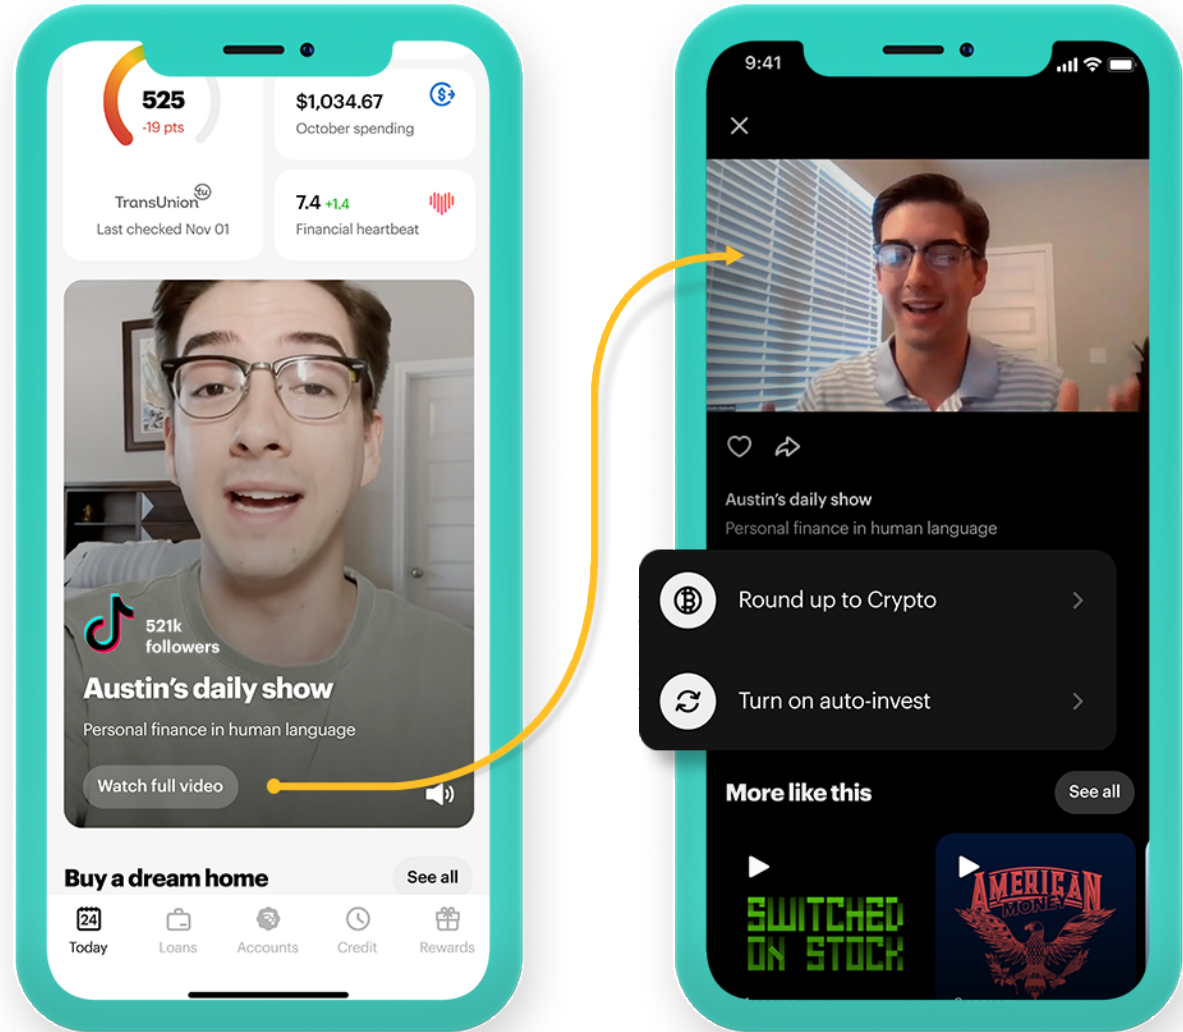 525
-19 pts
TransUnion tu
Last checked Nov 01
$1,034.67
October spending
7.4 +1.4
Financial heartbeat
521k
followers
Austin's daily show
Personal finance in human language
Watch full video
Buy a dream home
See all
24
Today
Loans
Accounts
Credit
Rewards
9:41
Austin's daily show
Personal finance in human language
Round up to Crypto
Turn on auto-invest
More like this
See all
SWITCHED
ON STOCK
AMERICAN
MONEY